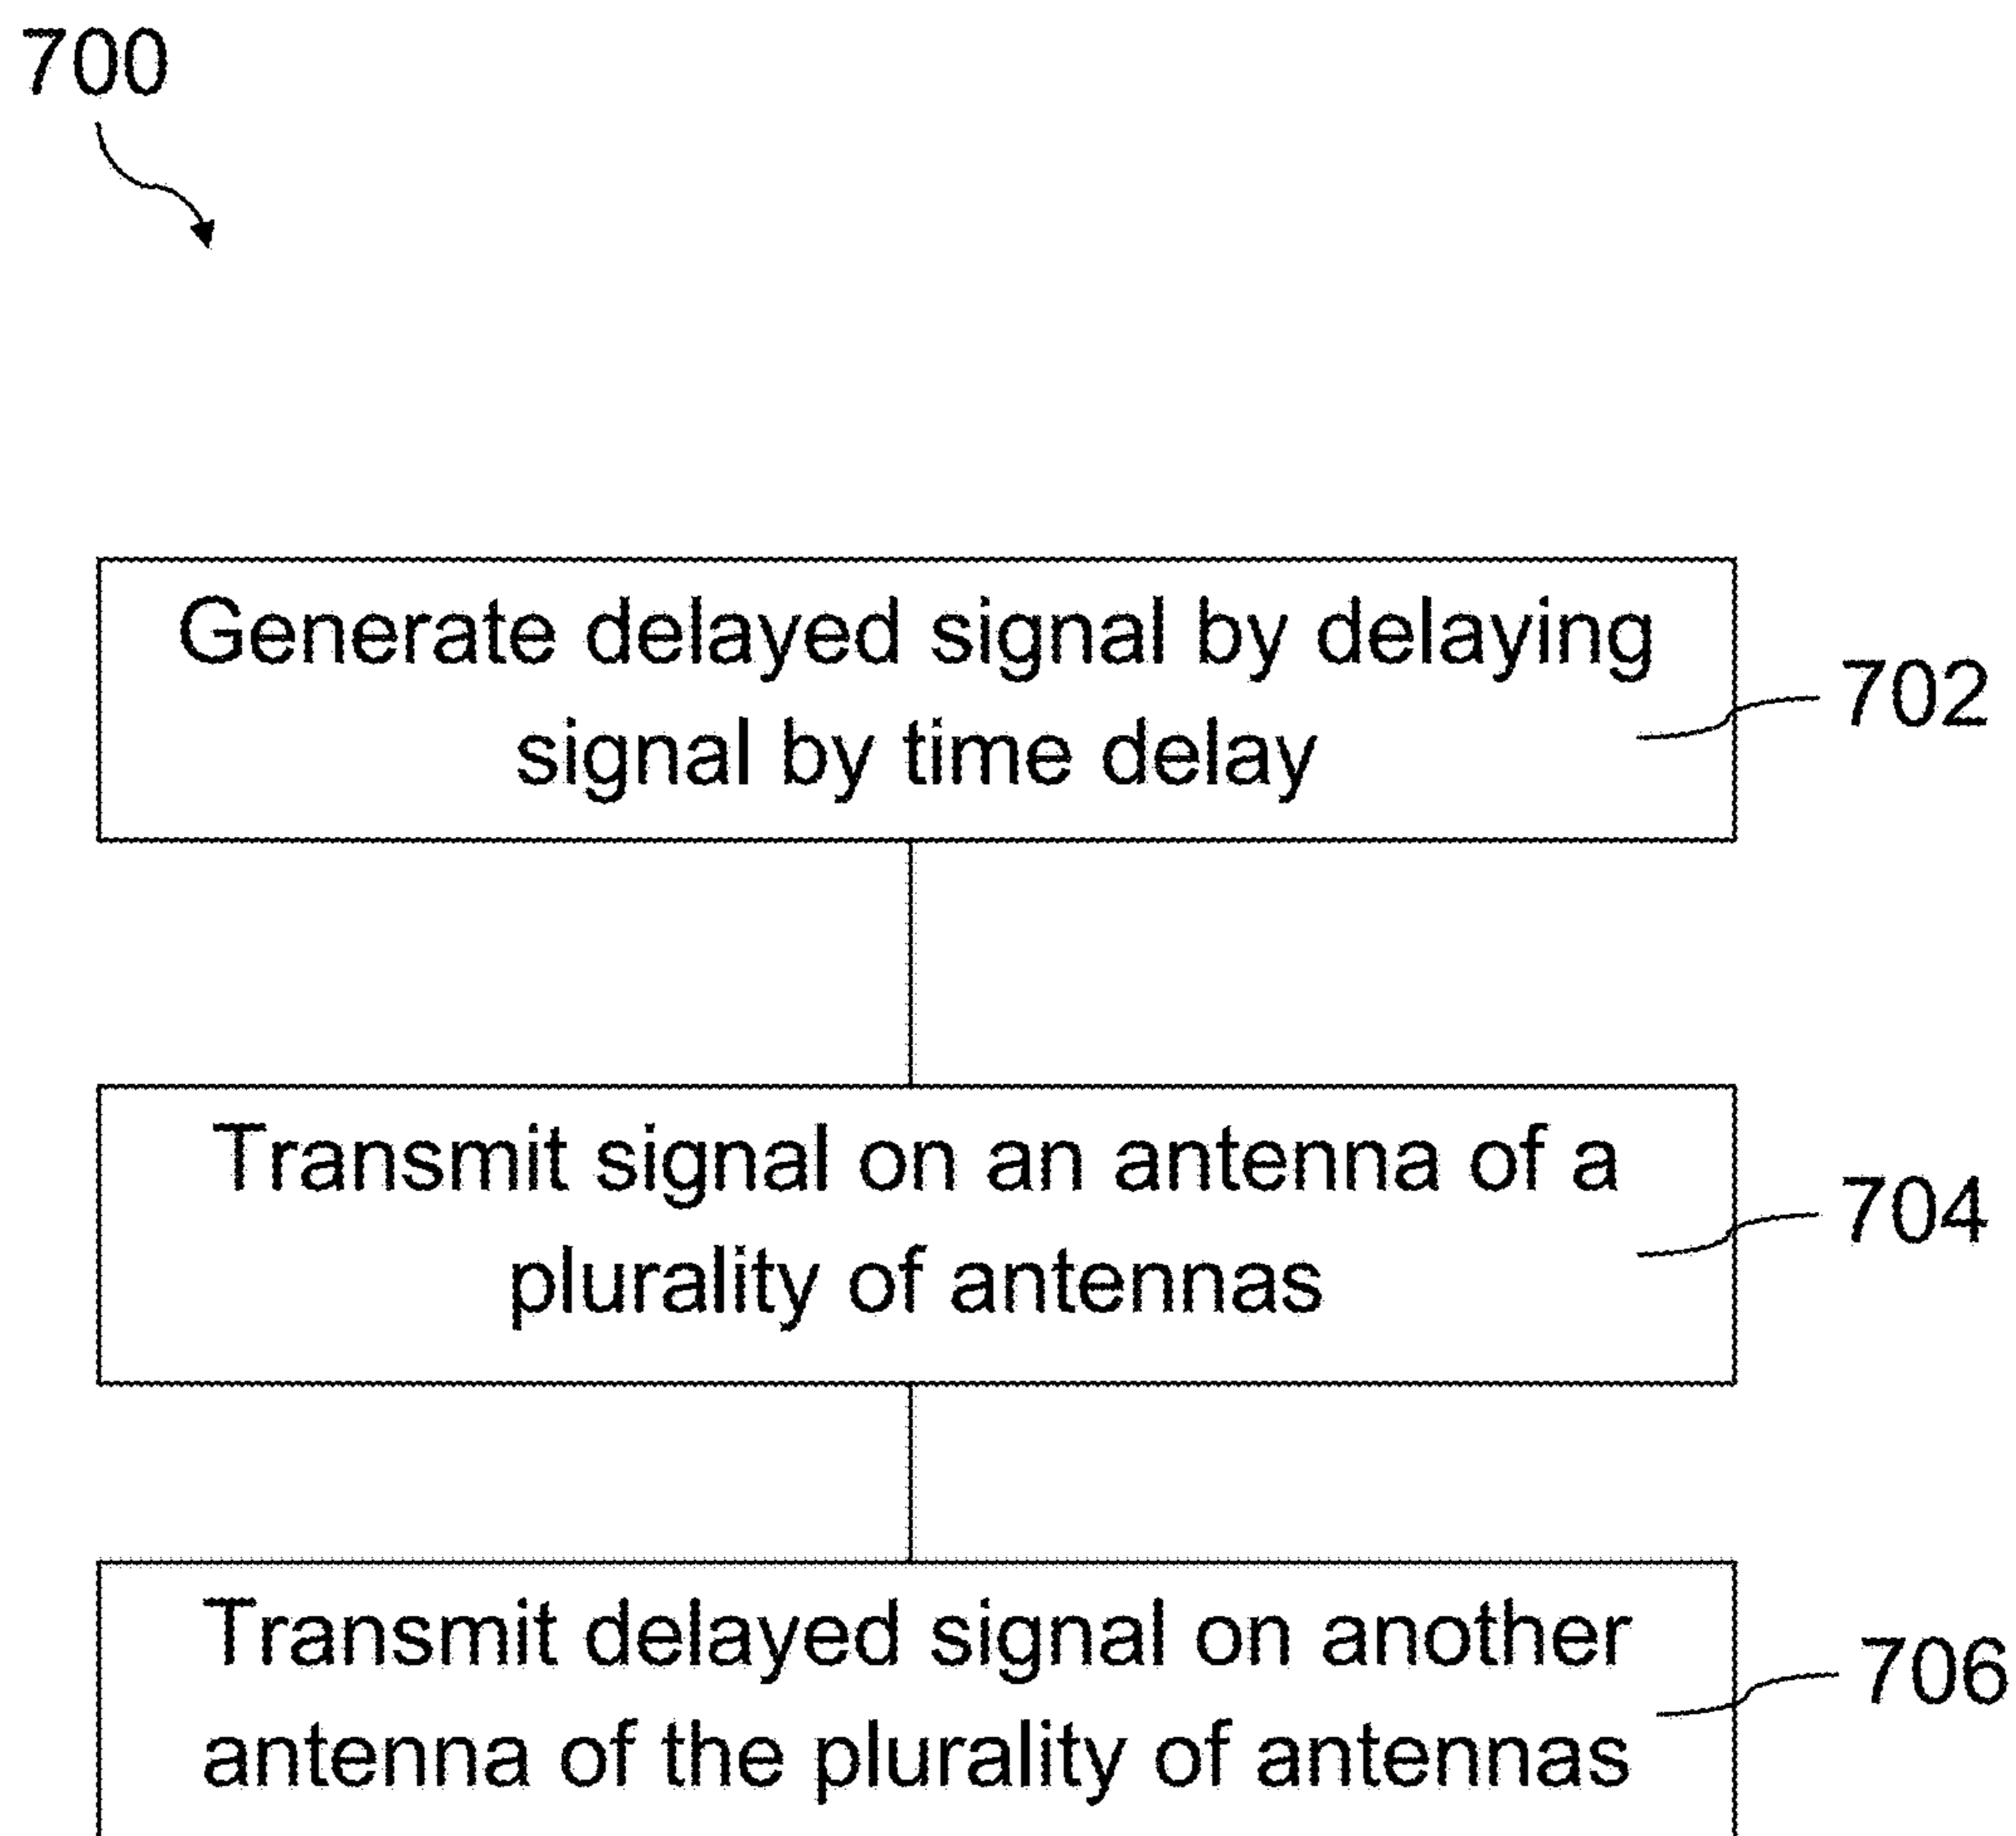 700
Generate delayed signal by delaying
signal by time delay
702
Transmit signal on an antenna of a
plurality of antennas
704
Transmit delayed signal on another
antenna of the plurality of antennas
706